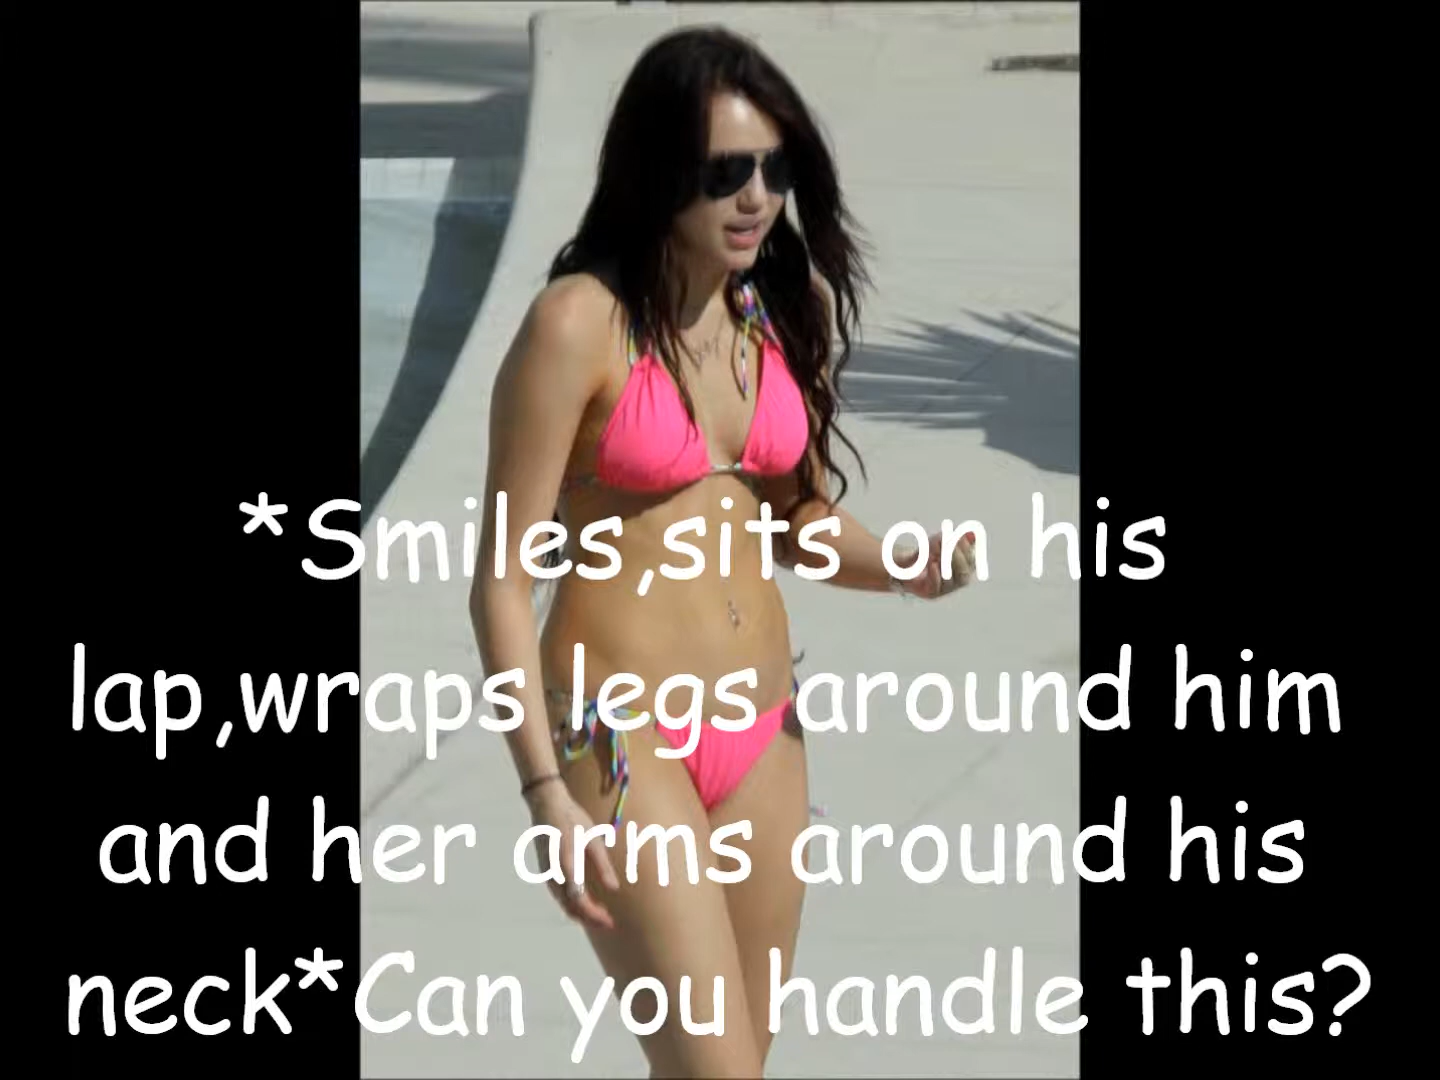 *Smiles,sits on his
lap,wraps legs around him
and her arms around his
neck*Can you handle this?